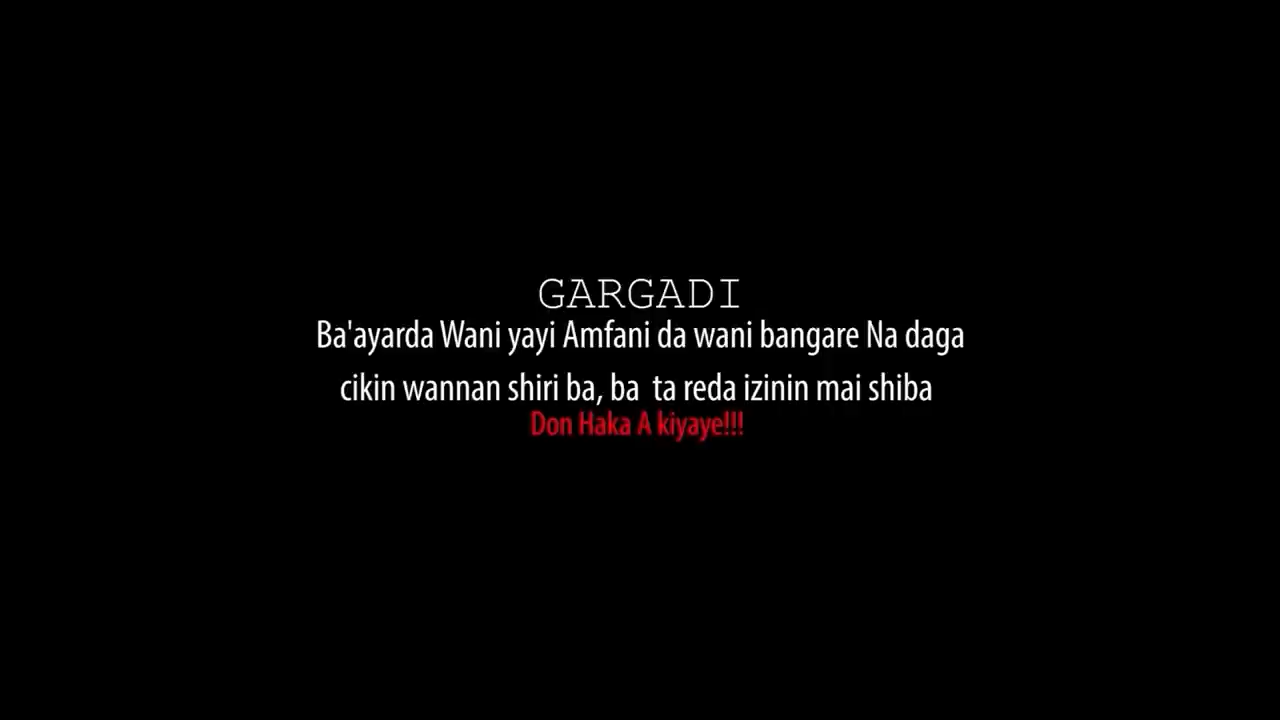 GARGADI
Ba'ayarda Wani yayi Amfani da wani bangare Na daga
cikin wannan shiri ba, ba  ta reda izinin mai shiba
Don Haka A kiyaye!!!